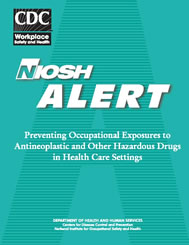 CDC
Workplace
Safety and Health
NIOSH
ALERT
Preventing Occupational Exposures to
Antineoplastic and Other Hazardous Drugs
in Health Care Settings
DEPARTMENT OF HEALTH AND HUMAN SERVICES
Centers for Disease Control and Prevention
National Institute for Occupational Safety and Health